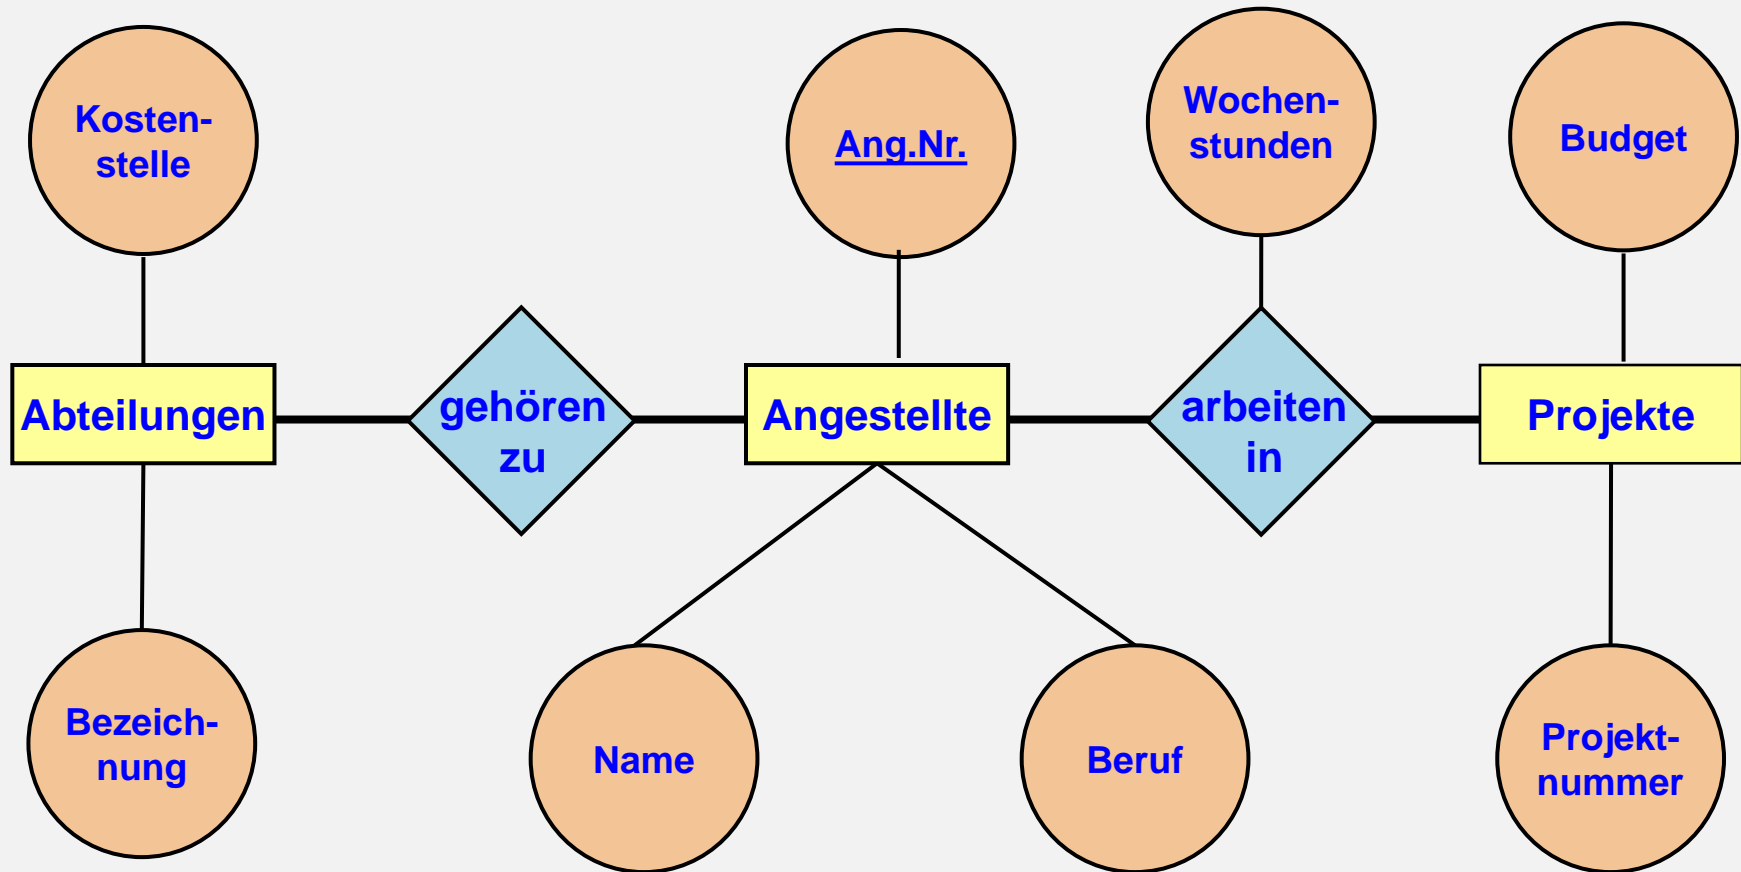 Kosten-
stelle
Ang.Nr.
Wochen-
stunden
Budget
Abteilungen
gehören
zu
Angestellte
arbeiten
in
Projekte
Bezeich-
nung
Name
Beruf
Projekt-
nummer